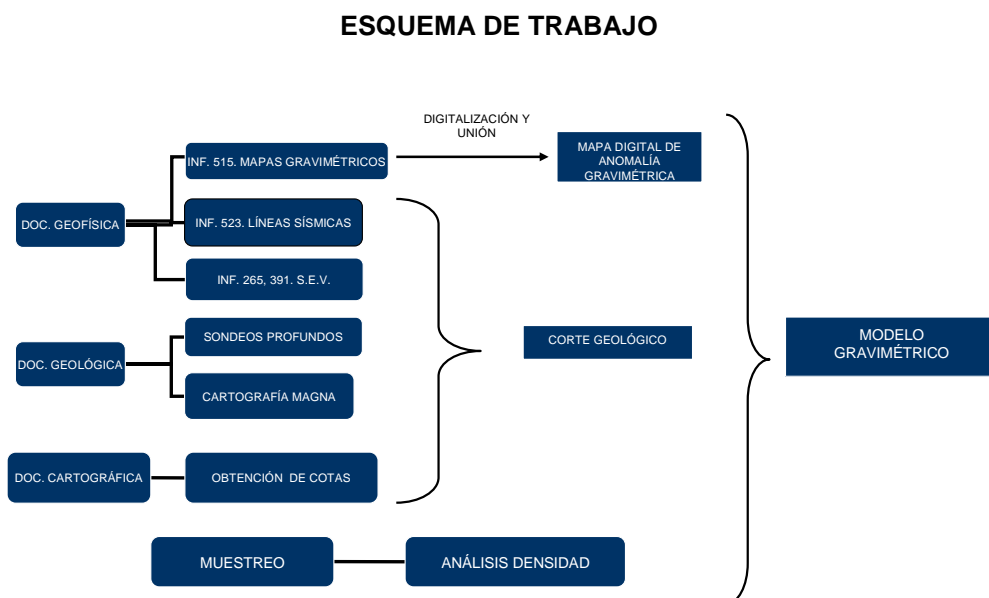 ESQUEMA DE TRABAJO
DIGITALIZACIÓN Y
UNIÓN
INF. 515. MAPAS GRAVIMÉTRICOS
MAPA DIGITAL DE
ANOMALÍA
GRAVIMÉTRICA
DOC. GEOFÍSICA
INF. 523. LÍNEAS SÍSMICAS
INF. 265, 391. S.E.V.
SONDEOS PROFUNDOS
DOC. GEOLÓGICA
CARTOGRAFÍA MAGNA
CORTE GEOLÓGICO
MODELO
GRAVIMÉTRICO
DOC. CARTOGRÁFICA
OBTENCIÓN DE COTAS
MUESTREO
ANÁLISIS DENSIDAD